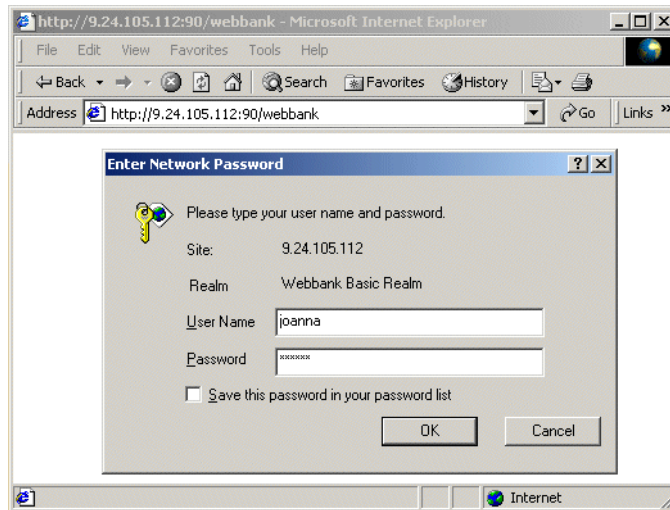 http://9.24.105.112:90/webbank - Microsoft Internet Explorer
File Edit View Favorites Tools Help
Back Search Favorites History
Address http://9.24.105.112:90/webbank Go Links »
Enter Network Password
Please type your user name and password.
Site: 9.24.105.112
Realm Webbank Basic Realm
User Name joanna
Password ××××××
Save this password in your password list
OK Cancel
Internet